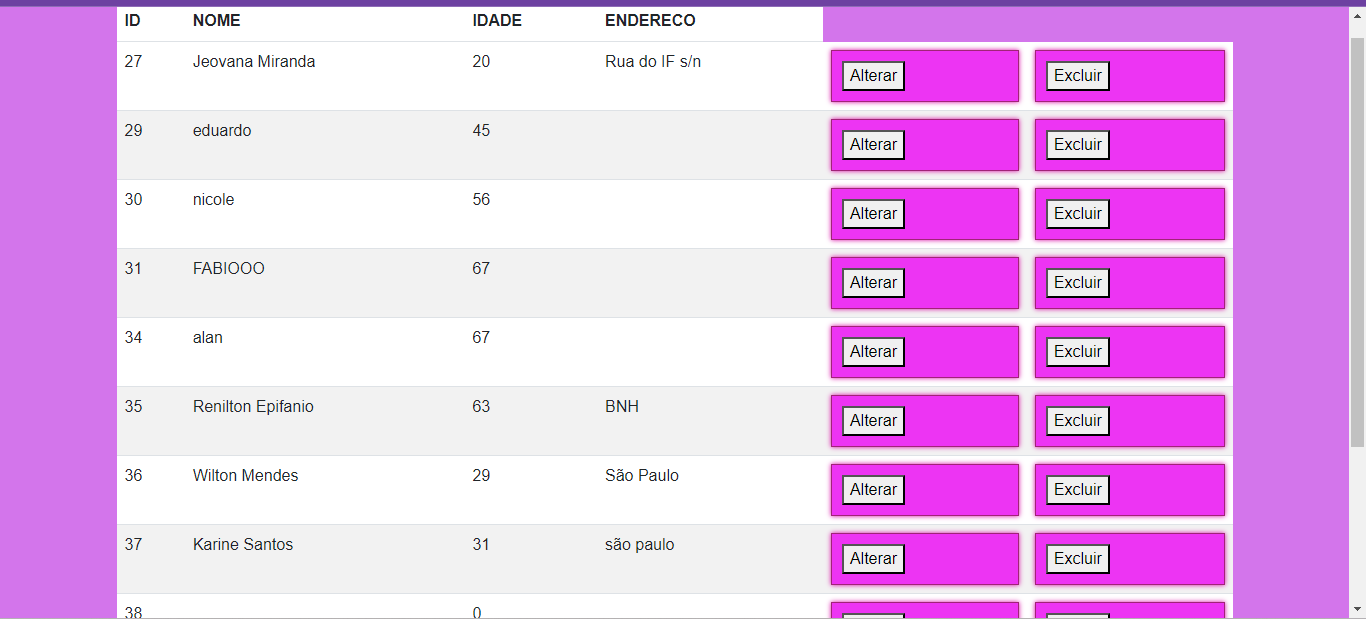 ID NOME IDADE ENDERECO
27 Jeovana Miranda 20 Rua do IF s/n Alterar Excluir
29 eduardo 45 Alterar Excluir
30 nicole 56 Alterar Excluir
31 FABIOOO 67 Alterar Excluir
34 alan 67 Alterar Excluir
35 Renilton Epifanio 63 BNH Alterar Excluir
36 Wilton Mendes 29 São Paulo Alterar Excluir
37 Karine Santos 31 são paulo Alterar Excluir
38 0